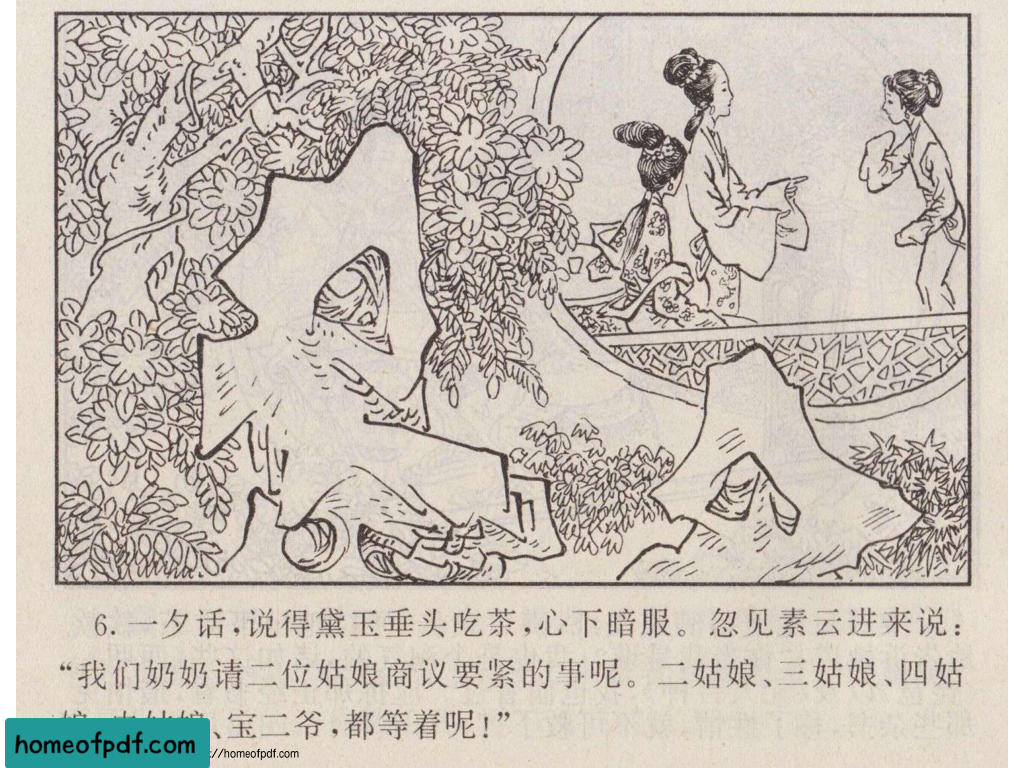 6. 一夕话,说得黛玉垂头吃茶,心下暗服。忽见素云进来说:
“我们奶奶请二位姑娘商议要紧的事呢。二姑娘、三姑娘、四姑
娘、史姑娘、宝二爷,都等着呢!”
homeofpdf.com
//homeofpdf.com